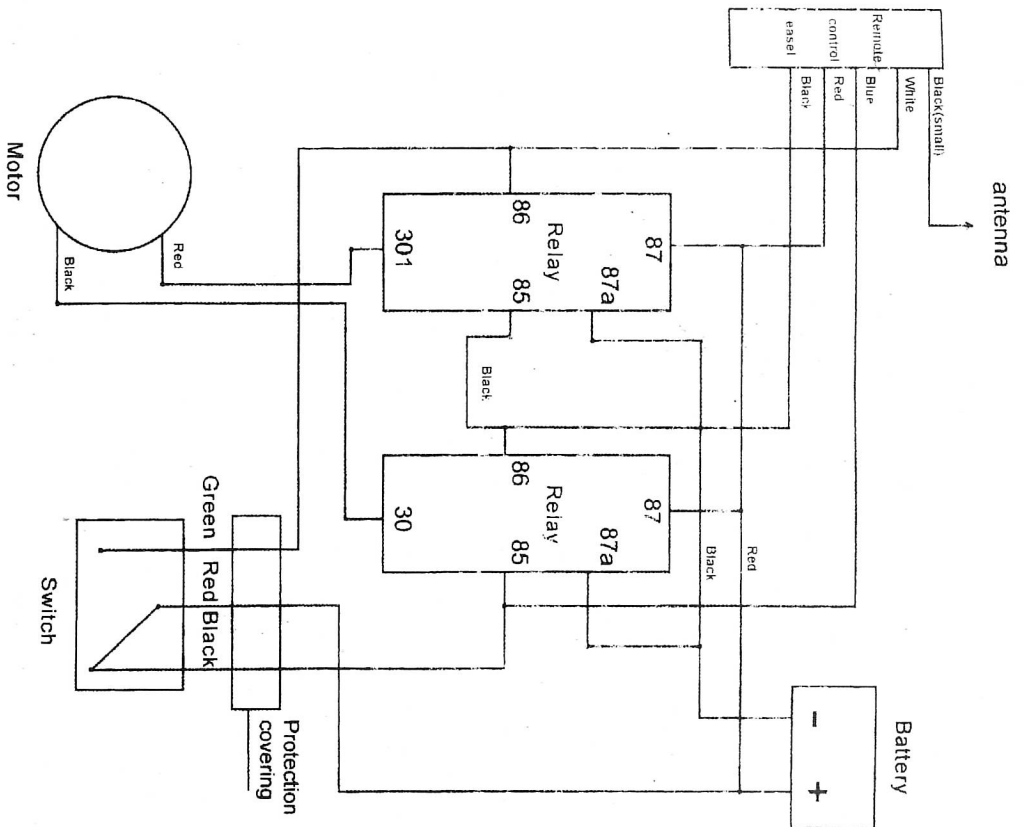 antenna
Black(small)
White
Blue
Red
Black
Remote
control
easel
Motor
Red
Black
Relay
86
87
301
85
87a
Black
Reiay
86
87
30
85
87a
Black
Red
Green
Red
Black
Switch
Protection
covering
Battery
-
+